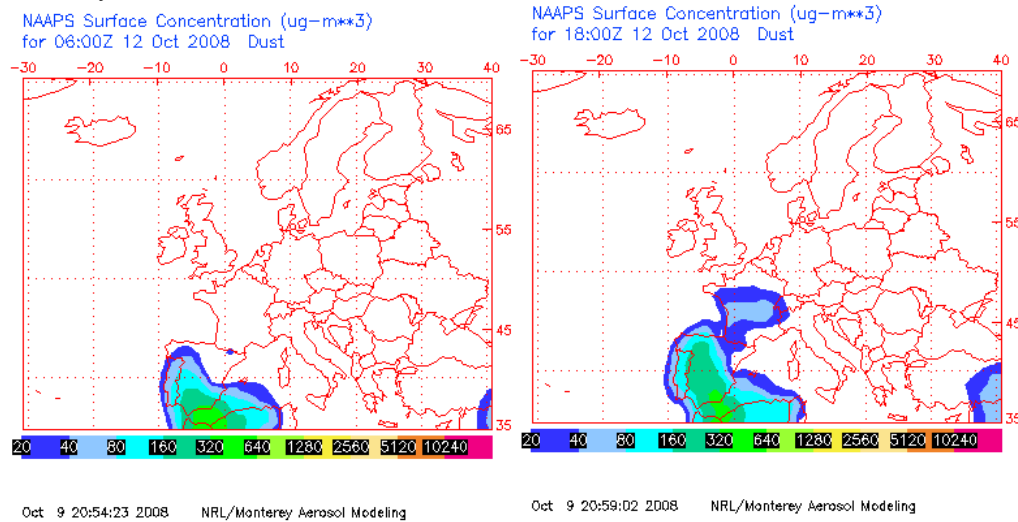 NAAPS Surface Concentration (ug-m**3)
for 06:00Z 12 Oct 2008 Dust
-30 -20 -10 0 10 20 30 40
65
55
45
35
20 40 80 160 320 640 1280 2560 5120 10240
Oct 9 20:54:23 2008 NRL/Monterey Aerosol Modeling
NAAPS Surface Concentration (ug-m**3)
for 18:00Z 12 Oct 2008 Dust
-30 -20 -10 0 10 20 30 40
65
55
45
35
20 40 80 160 320 640 1280 2560 5120 10240
Oct 9 20:59:02 2008 NRL/Monterey Aerosol Modeling